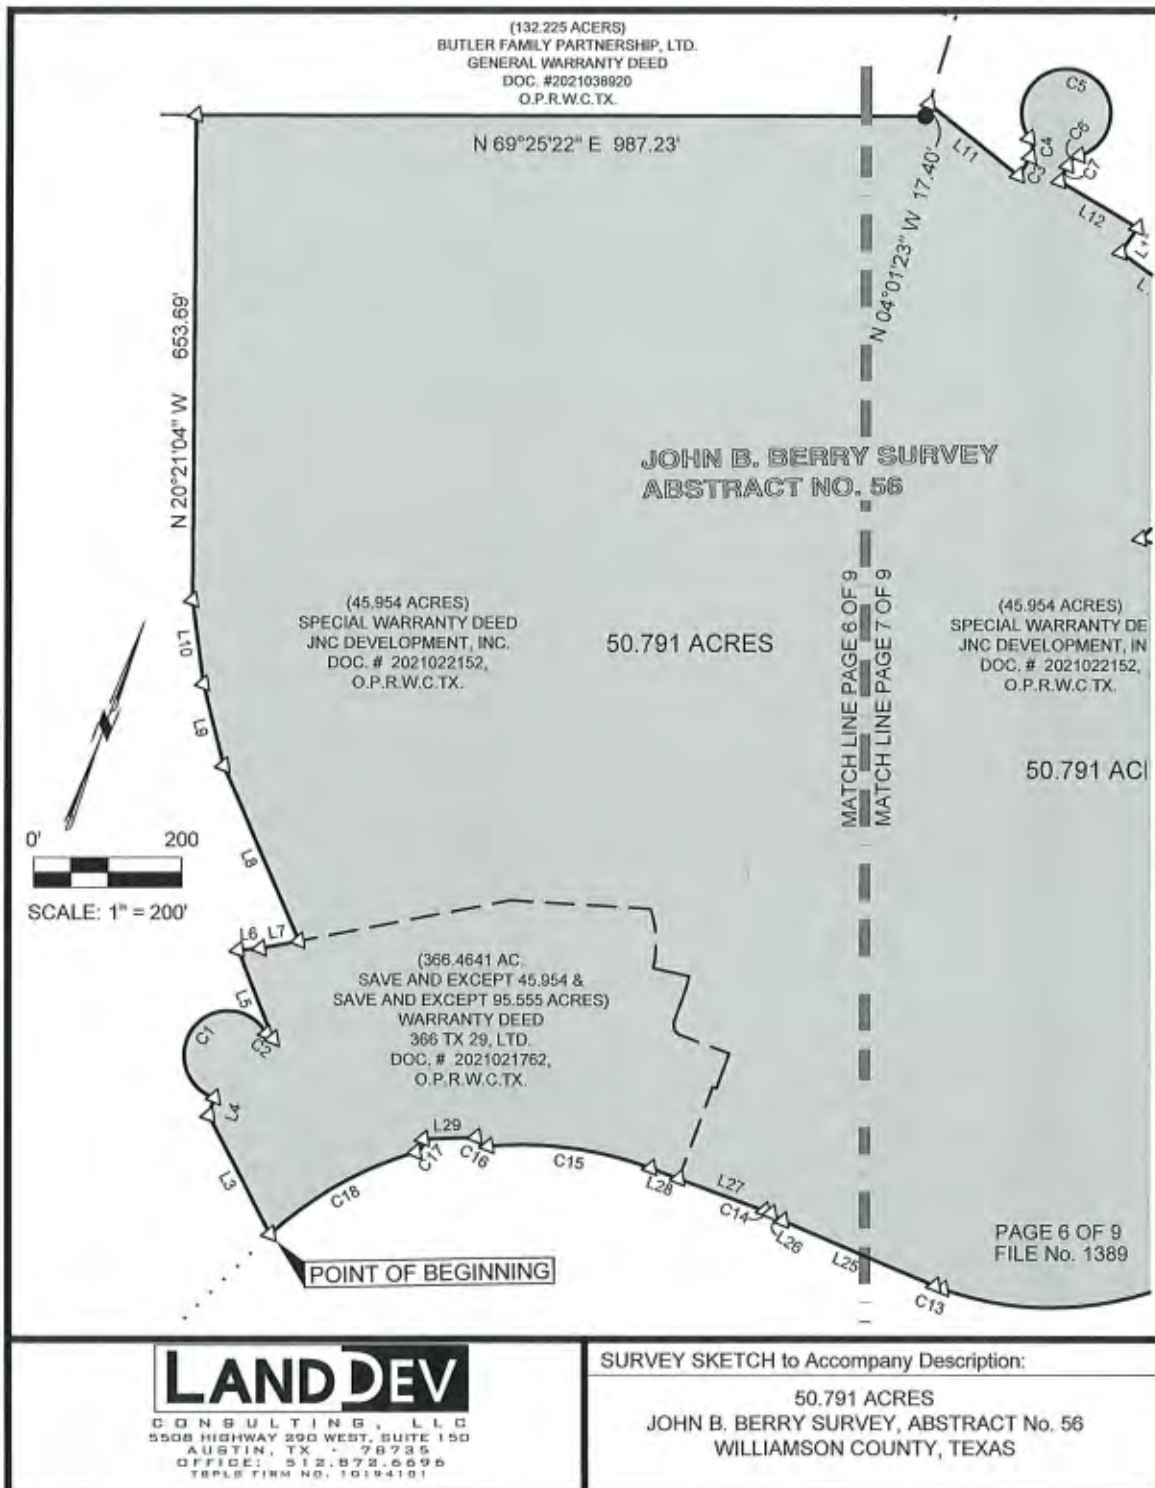 (132.225 ACERS)
BUTLER FAMILY PARTNERSHIP, LTD.
GENERAL WARRANTY DEED
DOC. #2021038920
O.P.R.W.C.TX.
N 69°25'22" E 987.23'
N 04°01'23" W 17.40'
L11
C5
C4
C6
C3
C7
L12
N 20°21'04" W 653.69'
JOHN B. BERRY SURVEY
ABSTRACT NO. 56
(45.954 ACRES)
SPECIAL WARRANTY DEED
JNC DEVELOPMENT, INC.
DOC. # 2021022152,
O.P.R.W.C.TX.
50.791 ACRES
MATCH LINE PAGE 6 OF 9
MATCH LINE PAGE 7 OF 9
(45.954 ACRES)
SPECIAL WARRANTY DE
JNC DEVELOPMENT, IN
DOC. # 2021022152,
O.P.R.W.C.TX.
50.791 ACI
L10
L9
L8
0' 200
SCALE: 1" = 200'
L6
L7
L5
C1
C2
L4
L3
(366.4641 AC.
SAVE AND EXCEPT 45.954 &
SAVE AND EXCEPT 95.555 ACRES)
WARRANTY DEED
366 TX 29, LTD.
DOC. # 2021021762,
O.P.R.W.C.TX.
L29
C17
C16
C15
C18
L28
L27
C14
L26
L25
C13
POINT OF BEGINNING
PAGE 6 OF 9
FILE No. 1389
LANDDEV
CONSULTING, LLC
5508 HIGHWAY 290 WEST, SUITE 150
AUSTIN, TX - 78735
OFFICE: 512.872.6696
TBPLS FIRM NO. 10194101
SURVEY SKETCH to Accompany Description:
50.791 ACRES
JOHN B. BERRY SURVEY, ABSTRACT No. 56
WILLIAMSON COUNTY, TEXAS